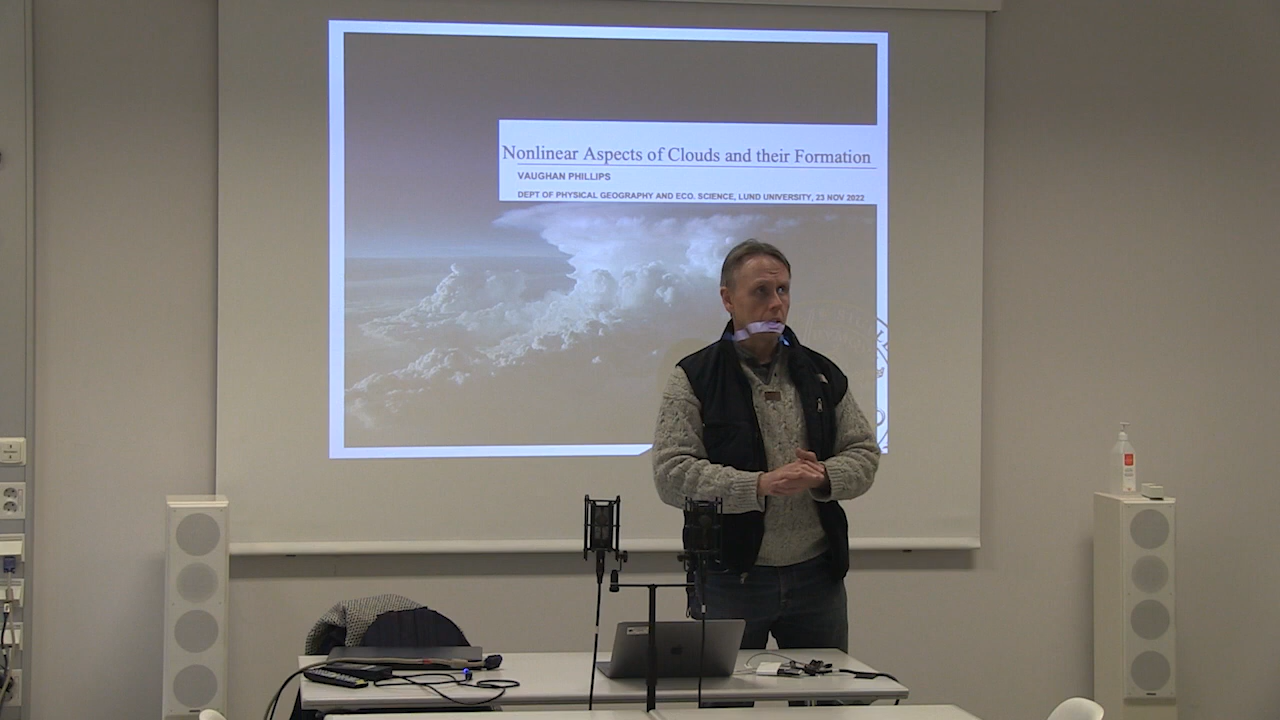 Nonlinear Aspects of Clouds and their Formation
VAUGHAN PHILLIPS
DEPT OF PHYSICAL GEOGRAPHY AND ECO. SCIENCE, LUND UNIVERSITY, 23 NOV 2022